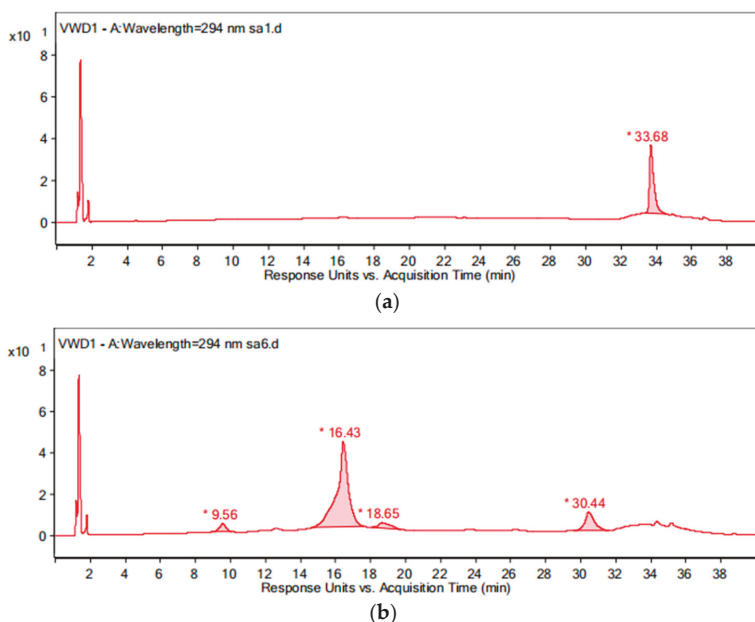 VWD1 - A:Wavelength=294 nm sa1.d
x10 1
8
* 33.68
6
4
2
0
2 4 6 8 10 12 14 16 18 20 22 24 26 28 30 32 34 36 38
Response Units vs. Acquisition Time (min)
(a)
VWD1 - A:Wavelength=294 nm sa6.d
x10 1
8
6
* 16.43
4
* 9.56 * 18.65 * 30.44
2
0
2 4 6 8 10 12 14 16 18 20 22 24 26 28 30 32 34 36 38
Response Units vs. Acquisition Time (min)
(b)